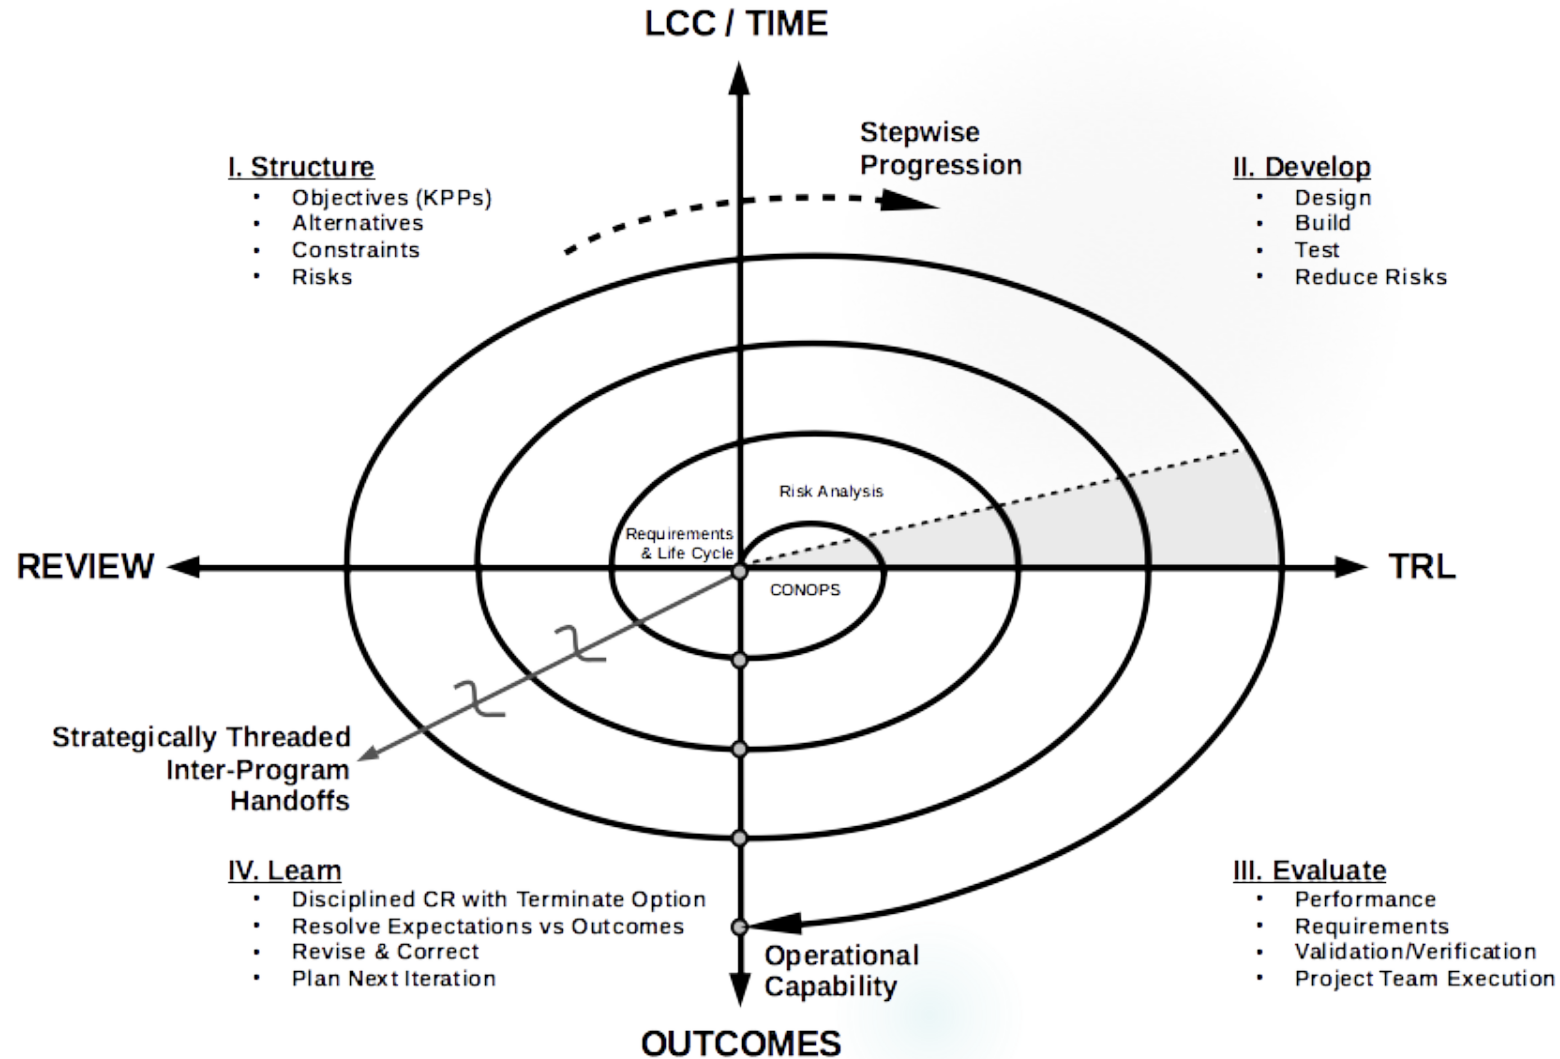 LCC / TIME
Stepwise
Progression
I. Structure
• Objectives (KPPs)
• Alternatives
• Constraints
• Risks
II. Develop
• Design
• Build
• Test
• Reduce Risks
Risk Analysis
Requirements
& Life Cycle
REVIEW
TRL
CONOPS
Strategically Threaded
Inter-Program
Handoffs
IV. Learn
• Disciplined CR with Terminate Option
• Resolve Expectations vs Outcomes
• Revise & Correct
• Plan Next Iteration
III. Evaluate
• Performance
• Requirements
• Validation/Verification
• Project Team Execution
Operational
Capability
OUTCOMES